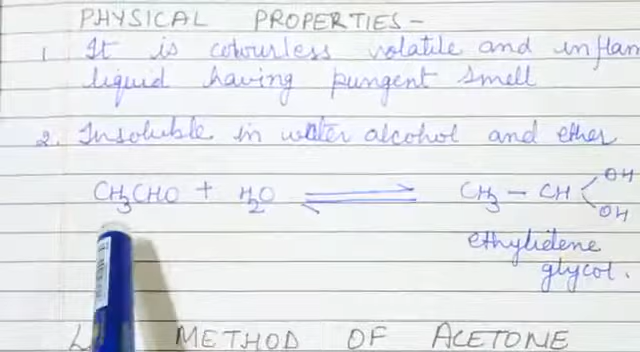 PHYSICAL PROPERTIES -
1. It is colourless volatile and inflam
liquid having pungent smell
2. Insoluble in water alcohol and ether
CH3CHO + H2O ⇌ CH3 - CH < OH OH
ethylidene
glycol.
METHOD OF ACETONE